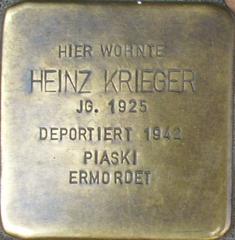 HIER WOHNTE
HEINZ KRIEGER
JG. 1925
DEPORTIERT 1942
PIASKI
ERMORDET